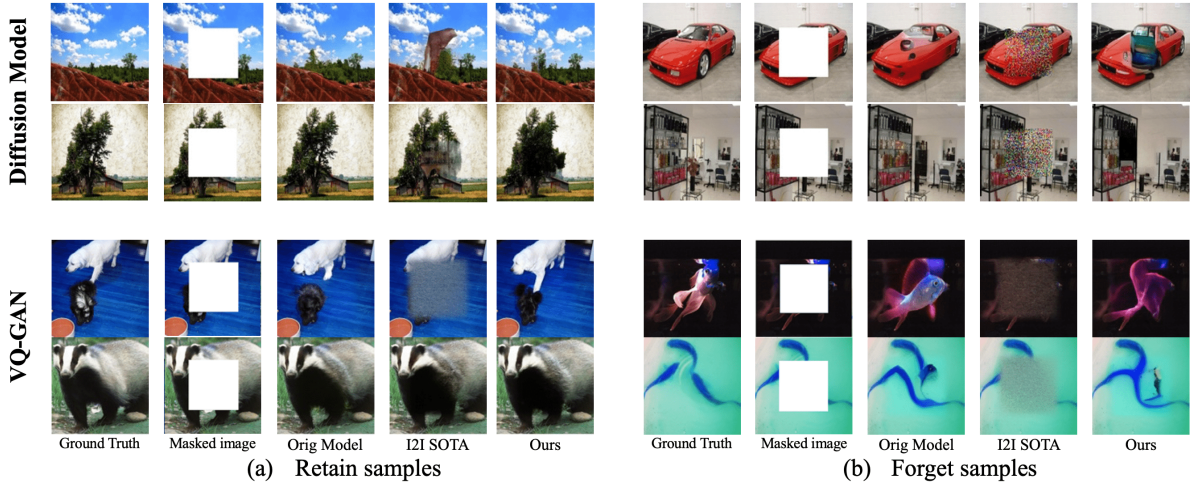 Diffusion Model
VQ-GAN
Ground Truth
Masked image
Orig Model
I2I SOTA
Ours
(a) Retain samples
Ground Truth
Masked image
Orig Model
I2I SOTA
Ours
(b) Forget samples